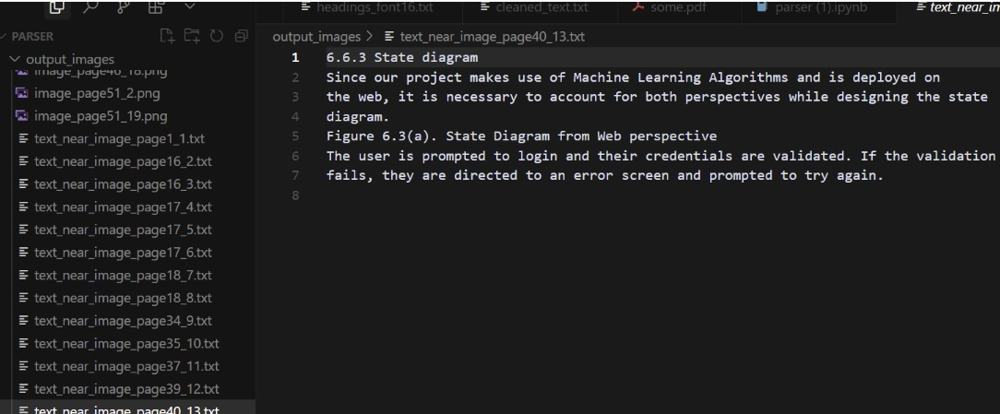 headings_font16.txt
cleaned_text.txt
some.pdf
parser (1).ipynb
text_near_im
PARSER
output_images
image_page46_18.png
image_page51_2.png
image_page51_19.png
text_near_image_page1_1.txt
text_near_image_page16_2.txt
text_near_image_page16_3.txt
text_near_image_page17_4.txt
text_near_image_page17_5.txt
text_near_image_page17_6.txt
text_near_image_page18_7.txt
text_near_image_page18_8.txt
text_near_image_page34_9.txt
text_near_image_page35_10.txt
text_near_image_page37_11.txt
text_near_image_page39_12.txt
text_near_image_page40_13.txt
output_images > text_near_image_page40_13.txt
1 6.6.3 State diagram
2 Since our project makes use of Machine Learning Algorithms and is deployed on
3 the web, it is necessary to account for both perspectives while designing the state
4 diagram.
5 Figure 6.3(a). State Diagram from Web perspective
6 The user is prompted to login and their credentials are validated. If the validation
7 fails, they are directed to an error screen and prompted to try again.
8